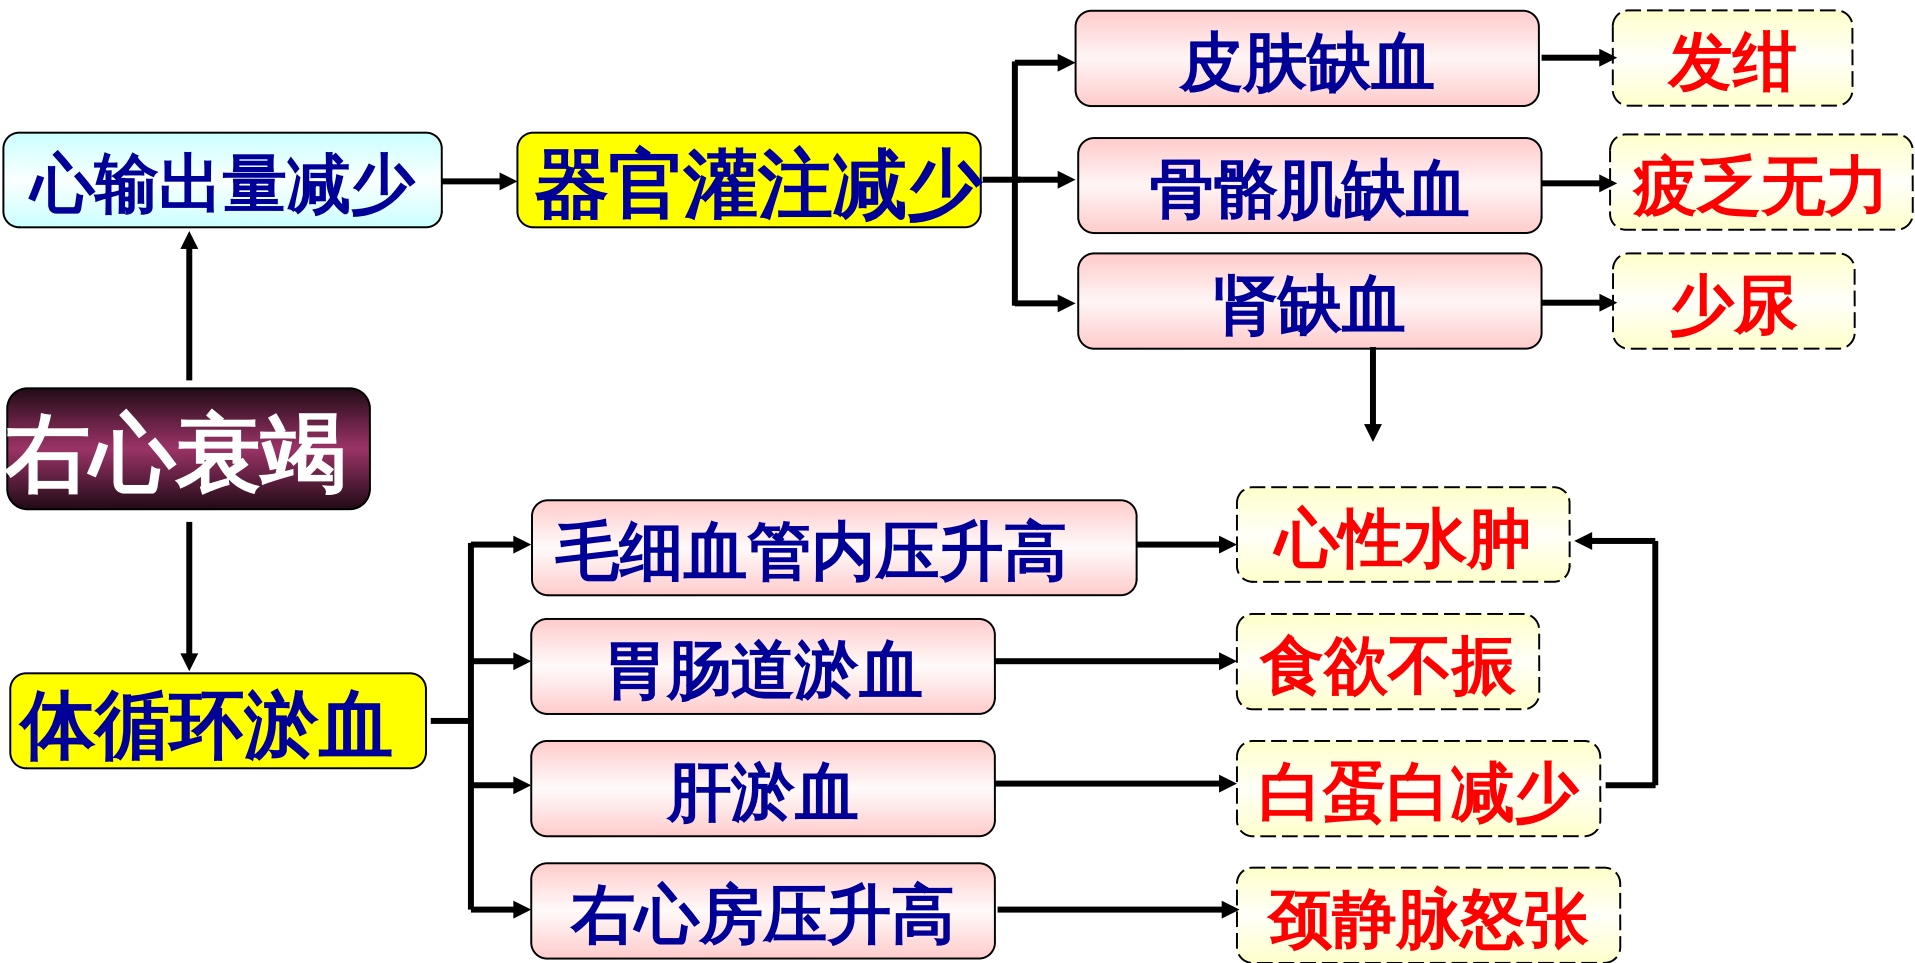 皮肤缺血
发绀
心输出量减少
器官灌注减少
骨骼肌缺血
疲乏无力
肾缺血
少尿
右心衰竭
毛细血管内压升高
心性水肿
胃肠道淤血
食欲不振
体循环淤血
肝淤血
白蛋白减少
右心房压升高
颈静脉怒张